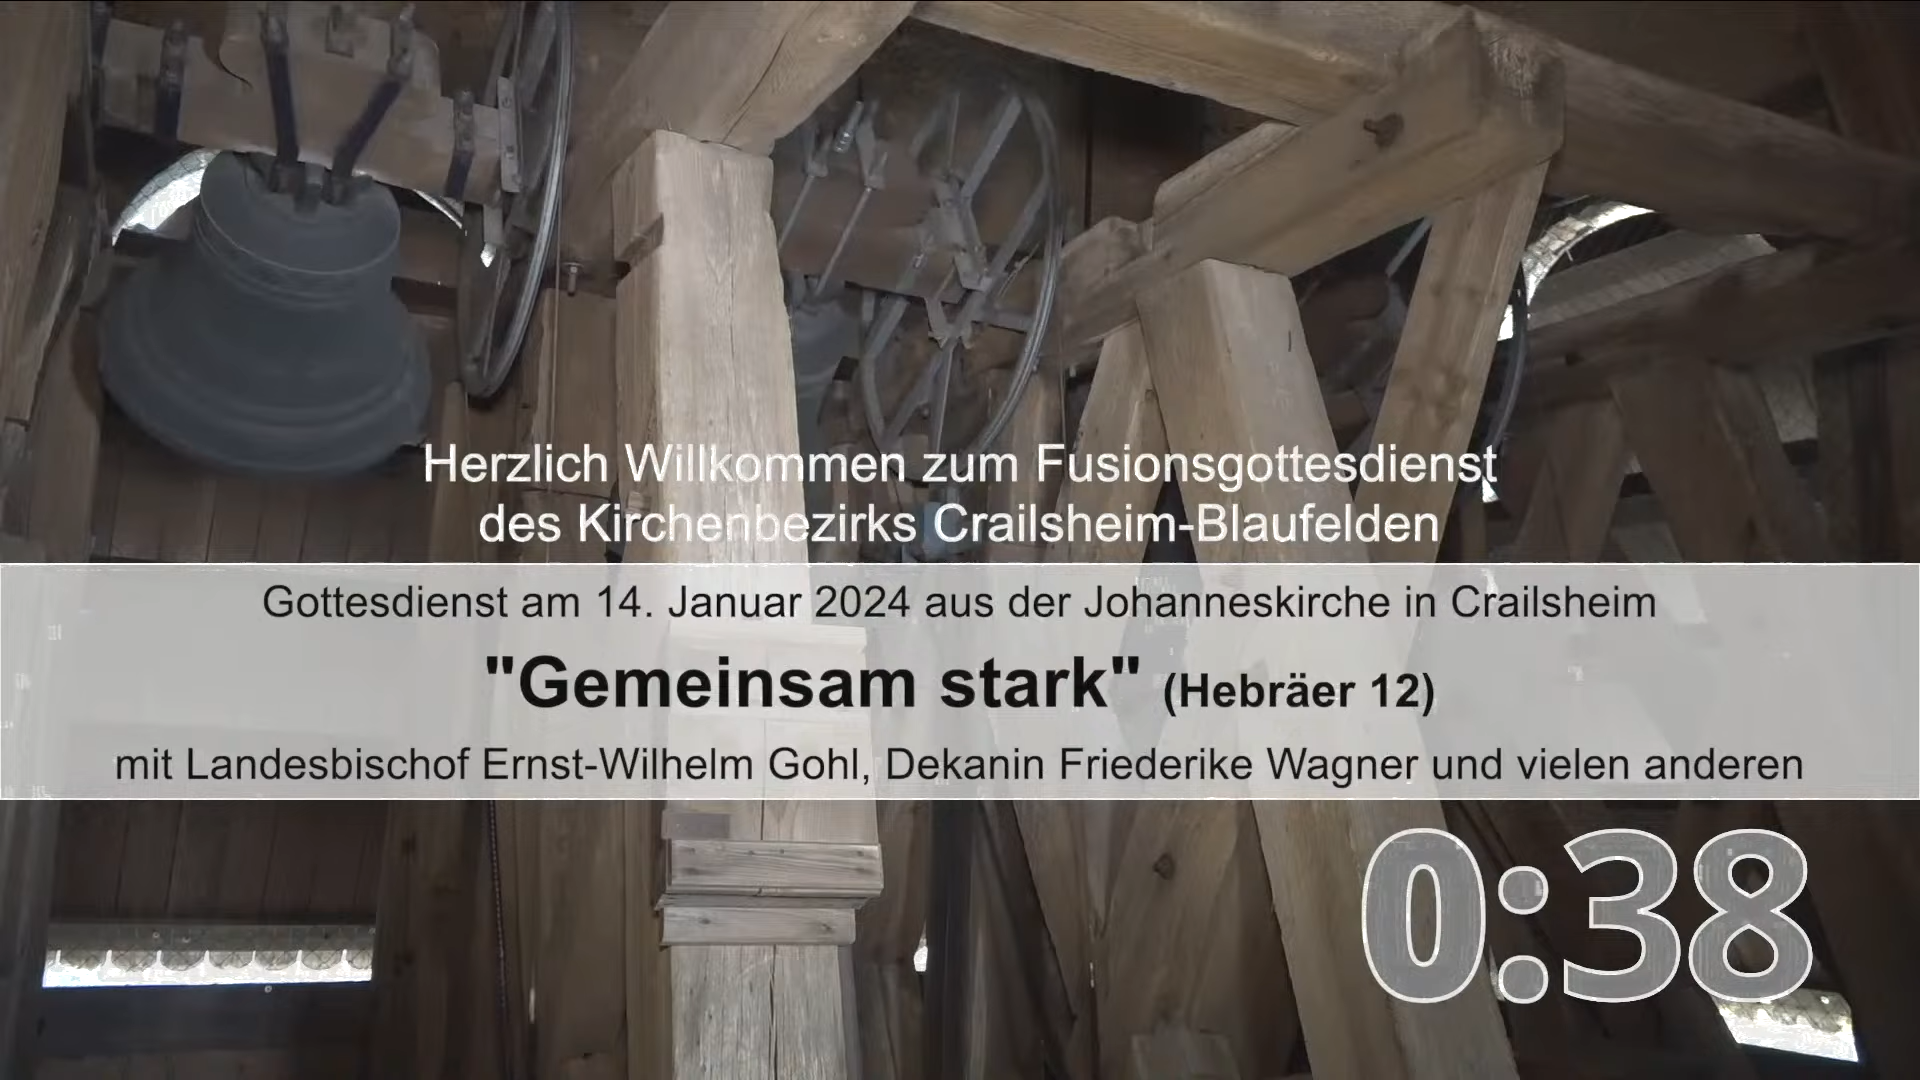 Herzlich Willkommen zum Fusionsgottesdienst
des Kirchenbezirks Crailsheim-Blaufelden
Gottesdienst am 14. Januar 2024 aus der Johanneskirche in Crailsheim
"Gemeinsam stark" (Hebräer 12)
mit Landesbischof Ernst-Wilhelm Gohl, Dekanin Friederike Wagner und vielen anderen
0:38